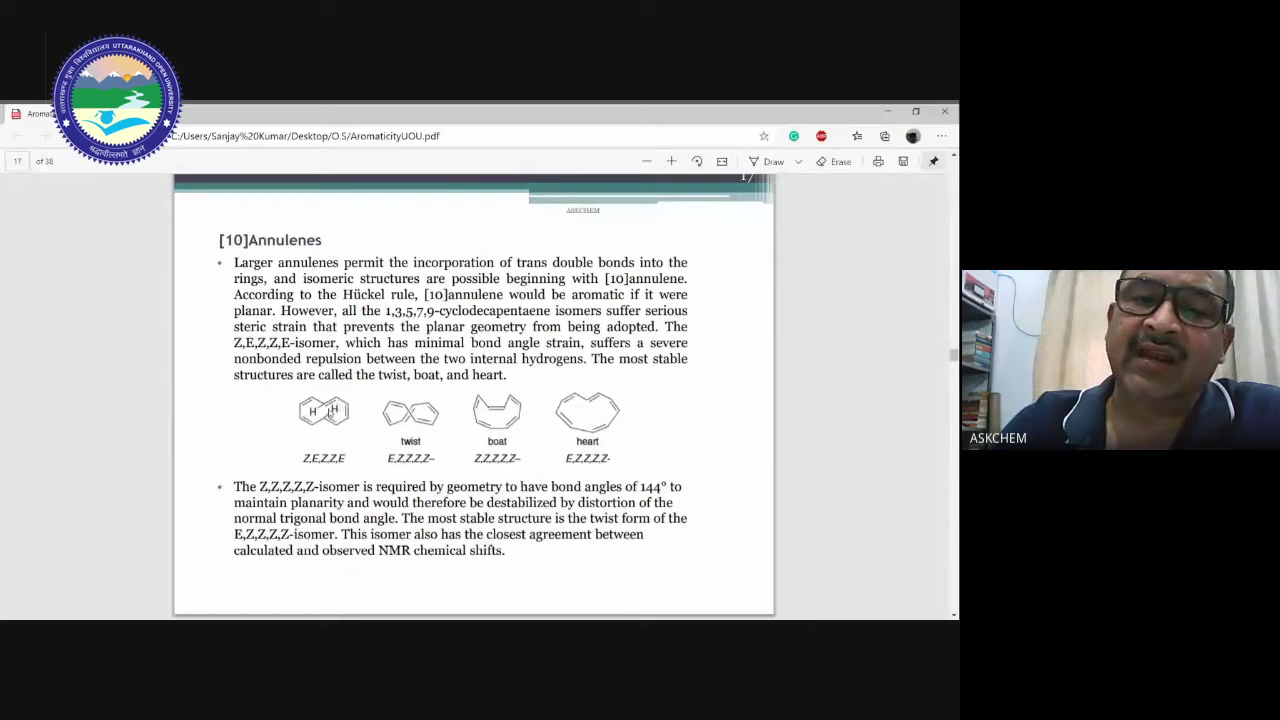 UTTARAKHAND OPEN UNIVERSITY
Aromat
C:/Users/Sanjay%20Kumar/Desktop/O.S/AromaticityUOU.pdf
17 of 38
Draw
Erase
17
ASKCHEM
[10]Annulenes
• Larger annulenes permit the incorporation of trans double bonds into the
rings, and isomeric structures are possible beginning with [10]annulene.
According to the Hückel rule, [10]annulene would be aromatic if it were
planar. However, all the 1,3,5,7,9-cyclodecapentaene isomers suffer serious
steric strain that prevents the planar geometry from being adopted. The
Z,E,Z,Z,E-isomer, which has minimal bond angle strain, suffers a severe
nonbonded repulsion between the two internal hydrogens. The most stable
structures are called the twist, boat, and heart.
H H
twist boat heart
Z,E,Z,Z,E E,Z,Z,Z,Z– Z,Z,Z,Z,Z– E,Z,Z,Z,Z-
• The Z,Z,Z,Z,Z-isomer is required by geometry to have bond angles of 144° to
maintain planarity and would therefore be destabilized by distortion of the
normal trigonal bond angle. The most stable structure is the twist form of the
E,Z,Z,Z,Z-isomer. This isomer also has the closest agreement between
calculated and observed NMR chemical shifts.
ASKCHEM